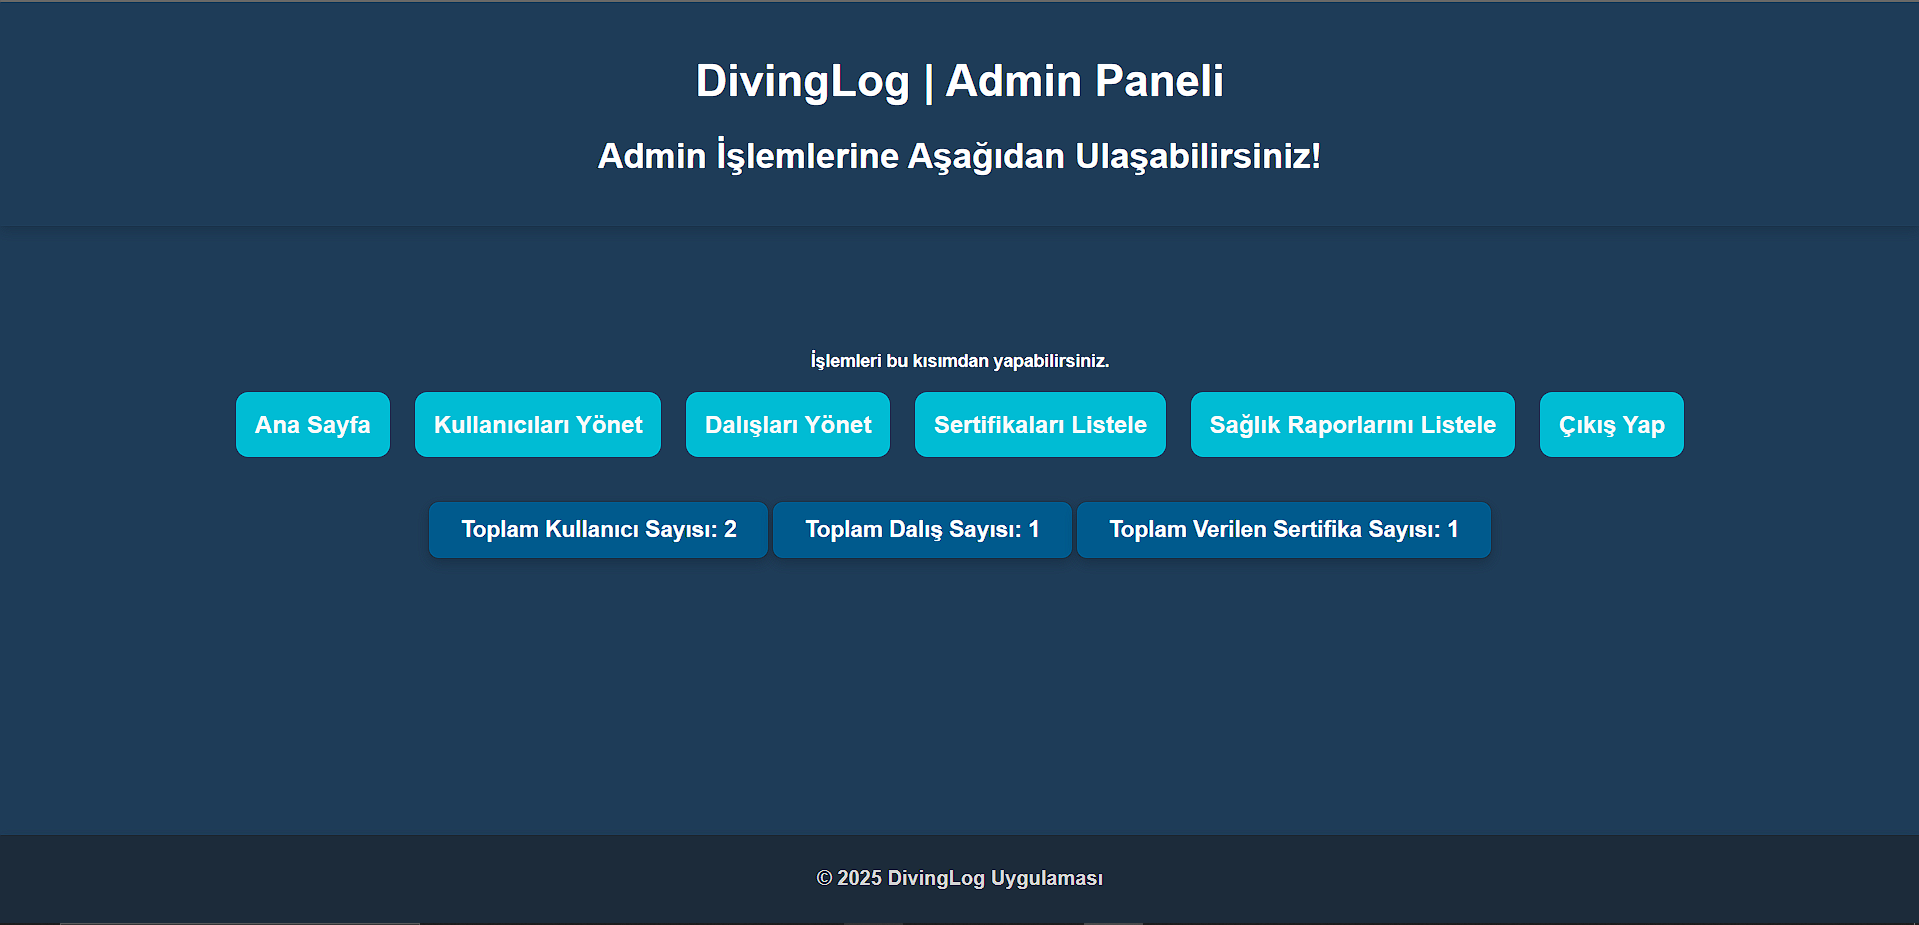 DivingLog | Admin Paneli
Admin İşlemlerine Aşağıdan Ulaşabilirsiniz!
İşlemleri bu kısımdan yapabilirsiniz.
Ana Sayfa Kullanıcıları Yönet Dalışları Yönet Sertifikaları Listele Sağlık Raporlarını Listele Çıkış Yap
Toplam Kullanıcı Sayısı: 2 Toplam Dalış Sayısı: 1 Toplam Verilen Sertifika Sayısı: 1
© 2025 DivingLog Uygulaması